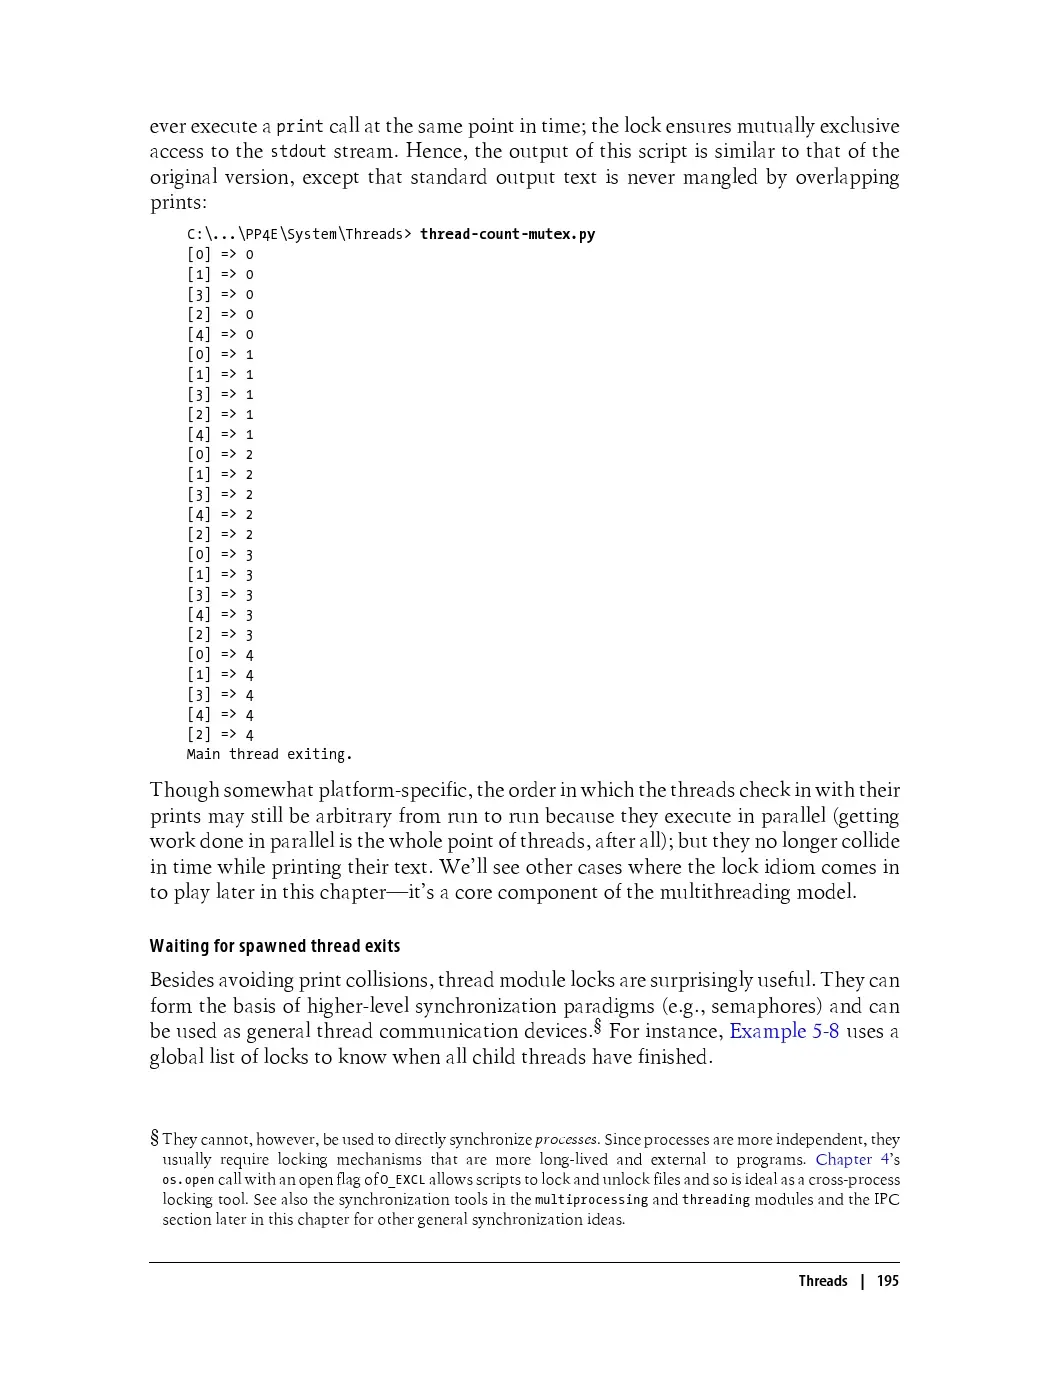 ever execute a print call at the same point in time; the lock ensures mutually exclusive
access to the stdout stream. Hence, the output of this script is similar to that of the
original version, except that standard output text is never mangled by overlapping
prints:
C:\...\PP4E\System\Threads> thread-count-mutex.py
[0] => 0
[1] => 0
[3] => 0
[2] => 0
[4] => 0
[0] => 1
[1] => 1
[3] => 1
[2] => 1
[4] => 1
[0] => 2
[1] => 2
[3] => 2
[4] => 2
[2] => 2
[0] => 3
[1] => 3
[3] => 3
[4] => 3
[2] => 3
[0] => 4
[1] => 4
[3] => 4
[4] => 4
[2] => 4
Main thread exiting.
Though somewhat platform-specific, the order in which the threads check in with their
prints may still be arbitrary from run to run because they execute in parallel (getting
work done in parallel is the whole point of threads, after all); but they no longer collide
in time while printing their text. We’ll see other cases where the lock idiom comes in
to play later in this chapter—it’s a core component of the multithreading model.
Waiting for spawned thread exits
Besides avoiding print collisions, thread module locks are surprisingly useful. They can
form the basis of higher-level synchronization paradigms (e.g., semaphores) and can
be used as general thread communication devices.§ For instance, Example 5-8 uses a
global list of locks to know when all child threads have finished.
§ They cannot, however, be used to directly synchronize processes. Since processes are more independent, they
usually require locking mechanisms that are more long-lived and external to programs. Chapter 4’s
os.open call with an open flag of O_EXCL allows scripts to lock and unlock files and so is ideal as a cross-process
locking tool. See also the synchronization tools in the multiprocessing and threading modules and the IPC
section later in this chapter for other general synchronization ideas.
Threads | 195